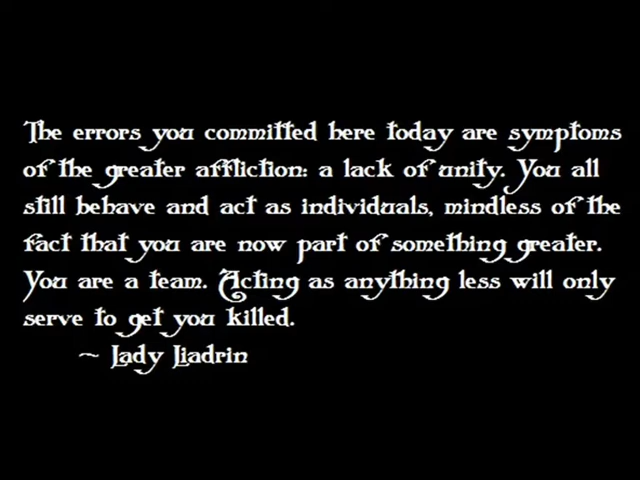 The errors you committed here today are symptoms
of the greater affliction: a lack of unity. You all
still behave and act as individuals, mindless of the
fact that you are now part of something greater.
You are a team. Acting as anything less will only
serve to get you killed.
~ Lady Liadrin